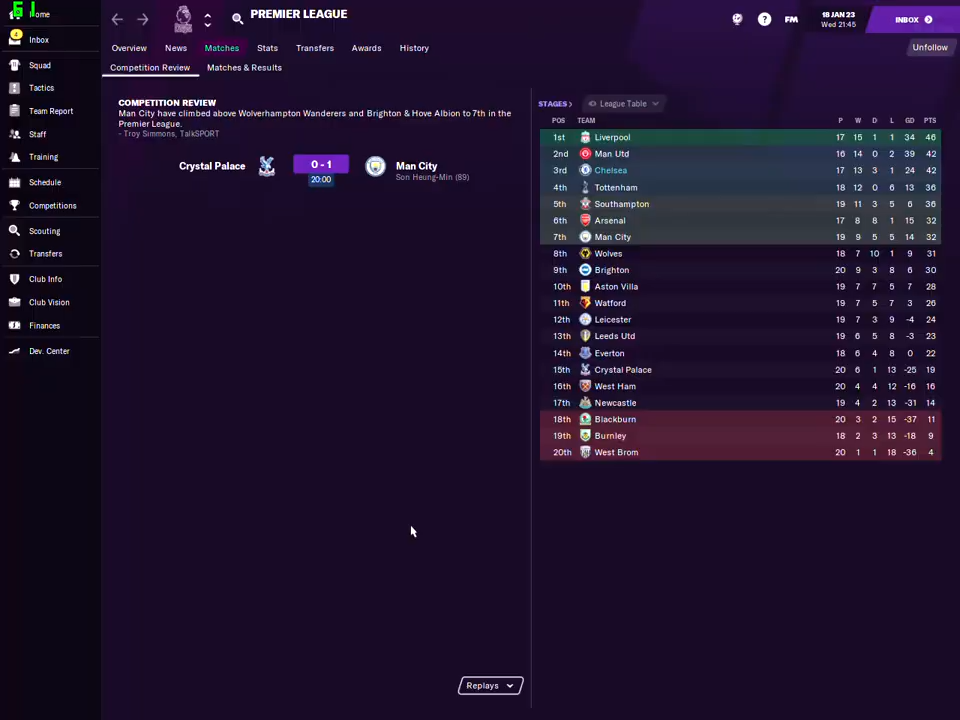 Home
PREMIER LEAGUE
18 JAN 23
Wed 21:45
INBOX
FM
?
4
Inbox
Overview
News
Matches
Stats
Transfers
Awards
History
Unfollow
Competition Review
Matches & Results
Squad
Tactics
Team Report
Staff
Training
Schedule
Competitions
Scouting
Transfers
Club Info
Club Vision
Finances
Dev. Center
COMPETITION REVIEW
Man City have climbed above Wolverhampton Wanderers and Brighton & Hove Albion to 7th in the
Premier League.
- Troy Simmons, TalkSPORT
Crystal Palace 0 - 1 Man City
20:00 Son Heung-Min (89)
Replays
STAGES League Table
POS TEAM P W D L GD PTS
1st Liverpool 17 15 1 1 34 46
2nd Man Utd 16 14 0 2 39 42
3rd Chelsea 17 13 3 1 24 42
4th Tottenham 18 12 0 6 13 36
5th Southampton 19 11 3 5 6 36
6th Arsenal 17 8 8 1 15 32
7th Man City 19 9 5 5 14 32
8th Wolves 18 7 10 1 9 31
9th Brighton 20 9 3 8 6 30
10th Aston Villa 19 7 7 5 7 28
11th Watford 19 7 5 7 3 26
12th Leicester 19 7 3 9 -4 24
13th Leeds Utd 19 6 5 8 -3 23
14th Everton 18 6 4 8 0 22
15th Crystal Palace 20 6 1 13 -25 19
16th West Ham 20 4 4 12 -16 16
17th Newcastle 19 4 2 13 -31 14
18th Blackburn 20 3 2 15 -37 11
19th Burnley 18 2 3 13 -18 9
20th West Brom 20 1 1 18 -36 4